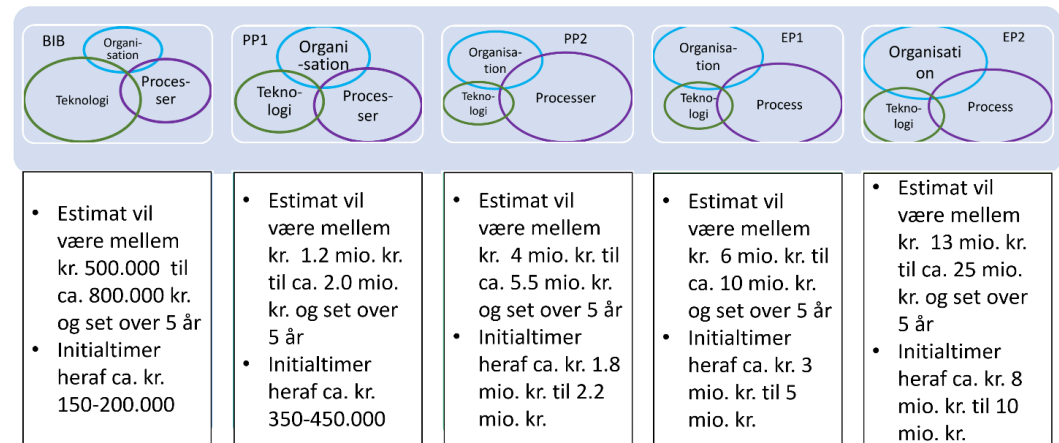 BIB
Organi-
sation
Teknologi
Proces-
ser
PP1
Organi
-sation
Tekno-
logi
Proces-
ser
PP2
Organisa-
tion
Tekno-
logi
Processer
EP1
Organisa-
tion
Tekno-
logi
Process
EP2
Organisati
on
Tekno-
logi
Process
• Estimat vil
være mellem
kr. 500.000 til
ca. 800.000 kr.
og set over 5 år
• Initialtimer
heraf ca. kr.
150-200.000
• Estimat vil
være mellem
kr. 1.2 mio. kr.
til ca. 2.0 mio.
kr. og set over
5 år
• Initialtimer
heraf ca. kr.
350-450.000
• Estimat vil
være mellem
kr. 4 mio. kr. til
ca. 5.5 mio. kr.
og set over 5 år
• Initialtimer
heraf ca. kr. 1.8
mio. kr. til 2.2
mio. kr.
• Estimat vil
være mellem
kr. 6 mio. kr. til
ca. 10 mio. kr.
og set over 5 år
• Initialtimer
heraf ca. kr. 3
mio. kr. til 5
mio. kr.
• Estimat vil
være mellem
kr. 13 mio. kr.
til ca. 25 mio.
kr. og set over
5 år
• Initialtimer
heraf ca. kr. 8
mio. kr. til 10
mio. kr.